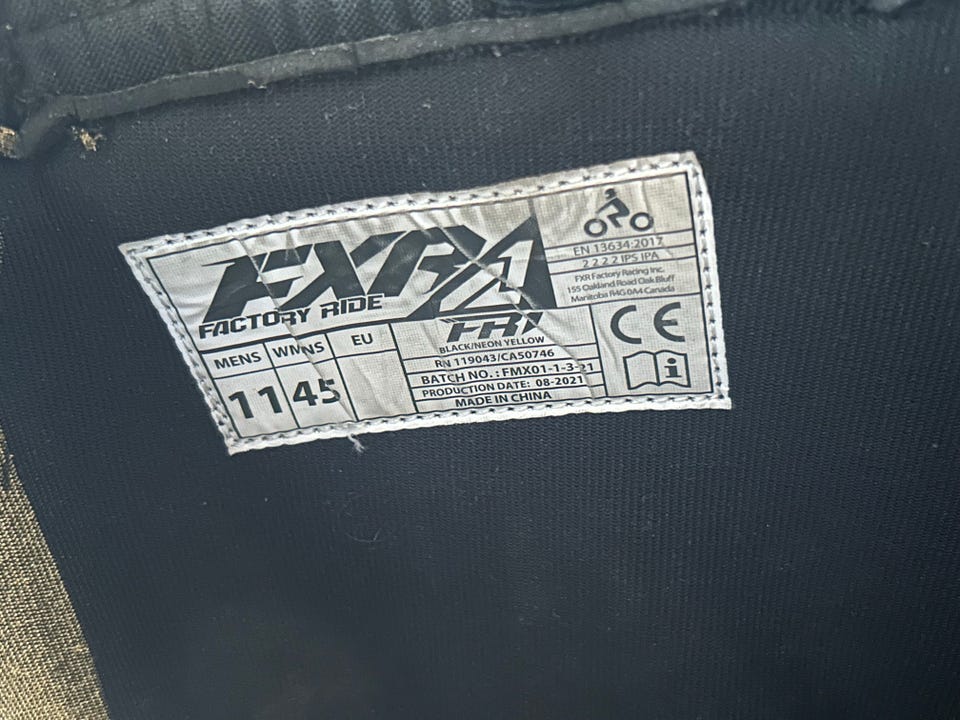 FXR
FACTORY RIDE
EN 13634:2017
2 2 2 2 IPS IPA
FXR Factory Racing Inc.
155 Oakland Road Oak Bluff
Manitoba R4G 0A4 Canada
MENS WMNS EU
11 45
FR1
BLACK/NEON YELLOW
RN 119043/CA50746
BATCH NO. : FMX01-1-3-21
PRODUCTION DATE: 08-2021
MADE IN CHINA
CE
i